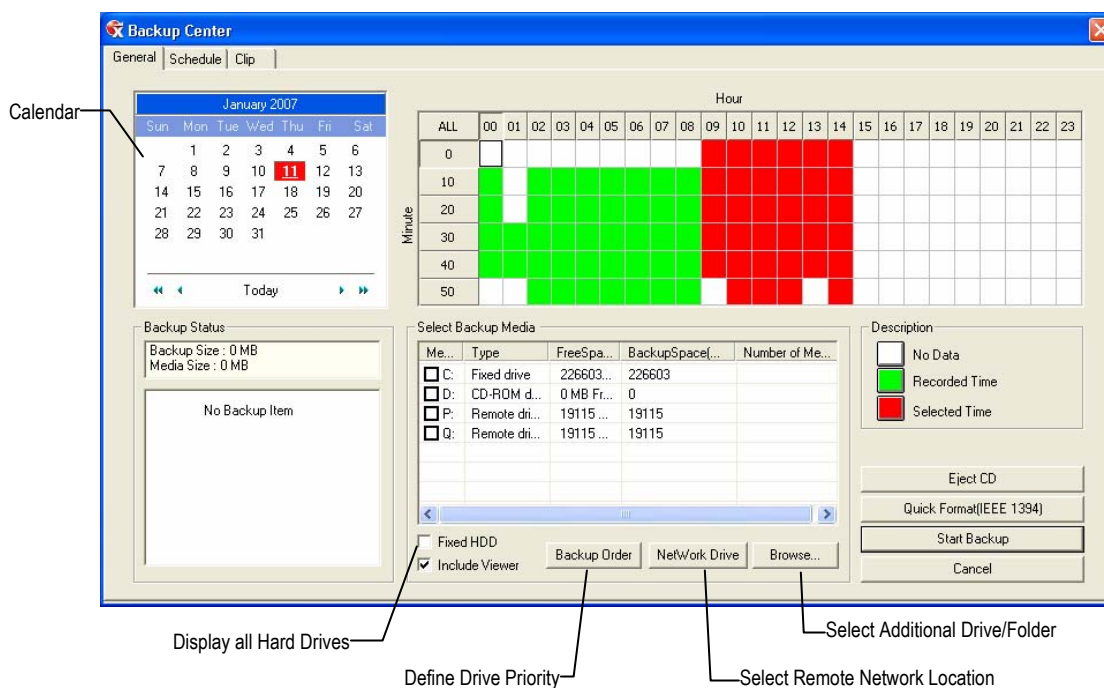 Backup Center
General Schedule Clip
Calendar
January 2007
Sun Mon Tue Wed Thu Fri Sat
1 2 3 4 5 6
7 8 9 10 11 12 13
14 15 16 17 18 19 20
21 22 23 24 25 26 27
28 29 30 31
Today
Hour
ALL 00 01 02 03 04 05 06 07 08 09 10 11 12 13 14 15 16 17 18 19 20 21 22 23
Minute
0
10
20
30
40
50
Backup Status
Backup Size : 0 MB
Media Size : 0 MB
No Backup Item
Select Backup Media
Me... Type FreeSpa... BackupSpace(... Number of Me...
C: Fixed drive 226603... 226603
D: CD-ROM d... 0 MB Fr... 0
P: Remote dri... 19115 ... 19115
Q: Remote dri... 19115 ... 19115
Fixed HDD
Include Viewer
Backup Order NetWork Drive Browse...
Description
No Data
Recorded Time
Selected Time
Eject CD
Quick Format(IEEE 1394)
Start Backup
Cancel
Display all Hard Drives
Select Additional Drive/Folder
Define Drive Priority
Select Remote Network Location